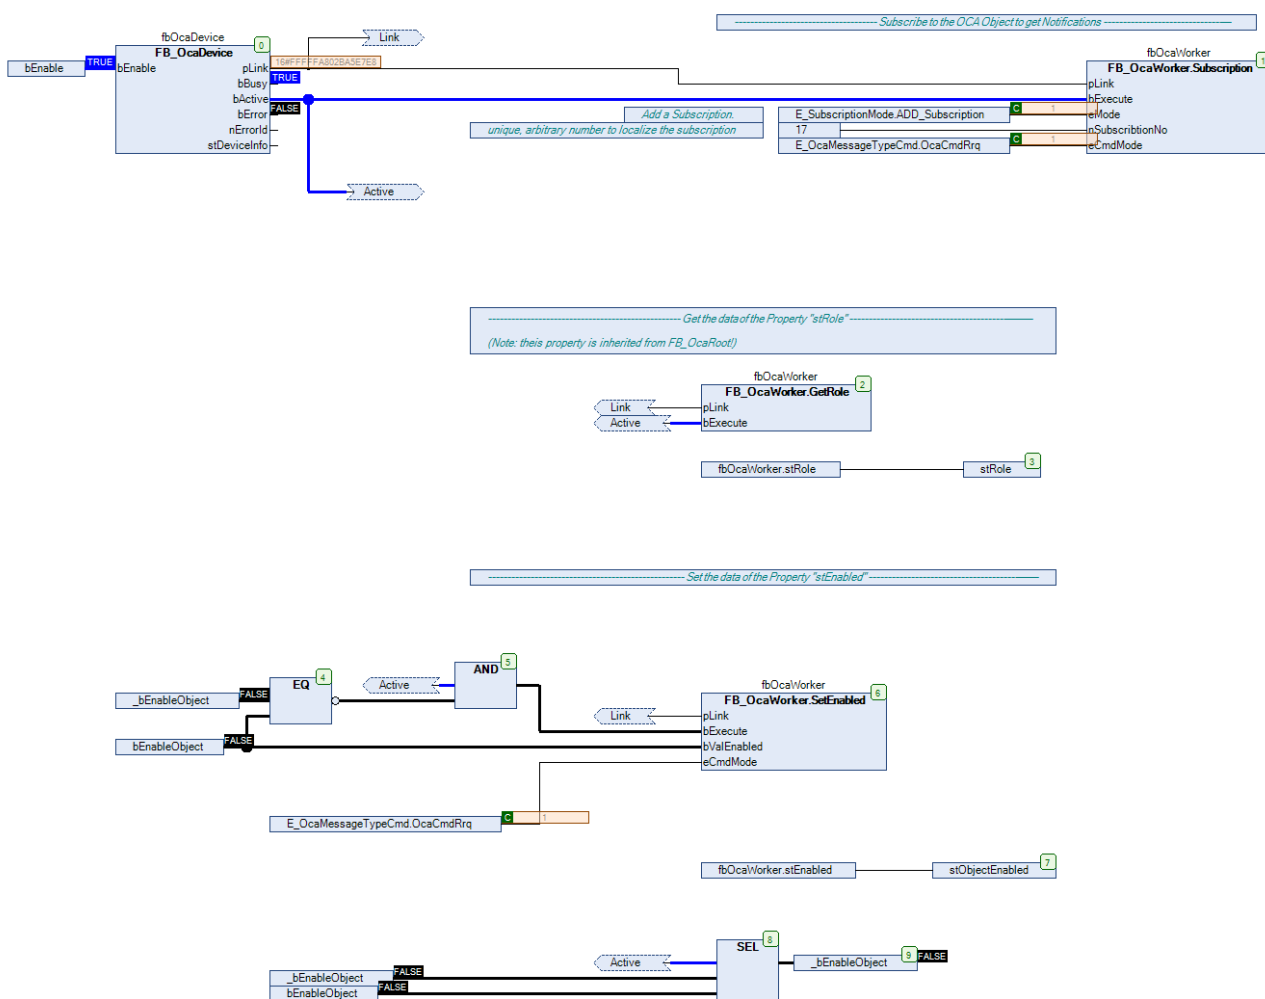 ------------------------------------ Subscribe to the OCA Object to get Notifications --------------------------------
Link
fbOcaDevice
0
FB_OcaDevice
fbOcaWorker
1
FB_OcaWorker.Subscription
bEnable
TRUE
bEnable
pLink
16#FFFFFA802BA5E7E8
bBusy
TRUE
pLink
bActive
bExecute
bError
FALSE
Add a Subscription.
E_SubscriptionMode.ADD_Subscription
C
1
eMode
nErrorId
unique, arbitrary number to localize the subscription
17
nSubscribtionNo
stDeviceInfo
E_OcaMessageTypeCmd.OcaCmdRrq
C
1
eCmdMode
Active
------------------------------------------------- Get the data of the Property "stRole" -----------------------------------------------
(Note: theis property is inherited from FB_OcaRoot!)
fbOcaWorker
2
FB_OcaWorker.GetRole
Link
pLink
Active
bExecute
fbOcaWorker.stRole
stRole
3
-------------------------------------------------- Set the data of the Property "stEnabled" -------------------------------------------
EQ
4
AND
5
Active
fbOcaWorker
6
FB_OcaWorker.SetEnabled
_bEnableObject
FALSE
Link
pLink
bExecute
bEnableObject
FALSE
bValEnabled
eCmdMode
E_OcaMessageTypeCmd.OcaCmdRrq
C
1
fbOcaWorker.stEnabled
stObjectEnabled
7
SEL
8
Active
_bEnableObject
9
FALSE
_bEnableObject
FALSE
bEnableObject
FALSE